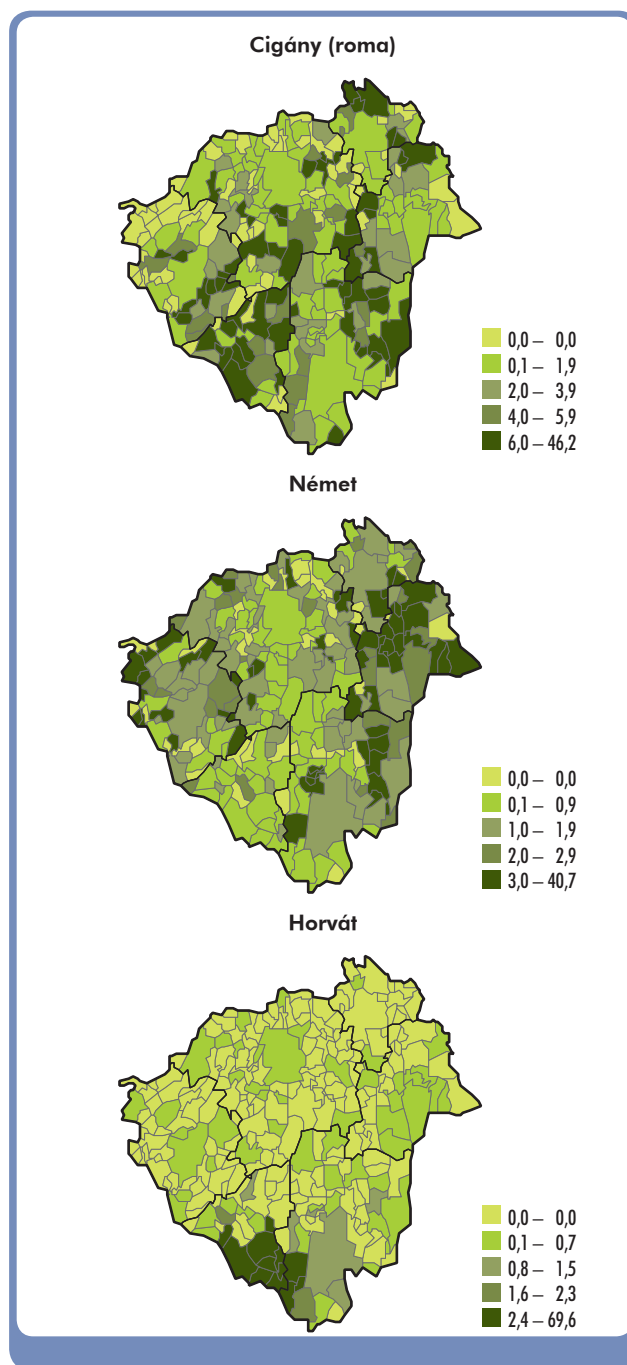 Cigány (roma)
0,0 – 0,0
0,1 – 1,9
2,0 – 3,9
4,0 – 5,9
6,0 – 46,2
Német
0,0 – 0,0
0,1 – 0,9
1,0 – 1,9
2,0 – 2,9
3,0 – 40,7
Horvát
0,0 – 0,0
0,1 – 0,7
0,8 – 1,5
1,6 – 2,3
2,4 – 69,6